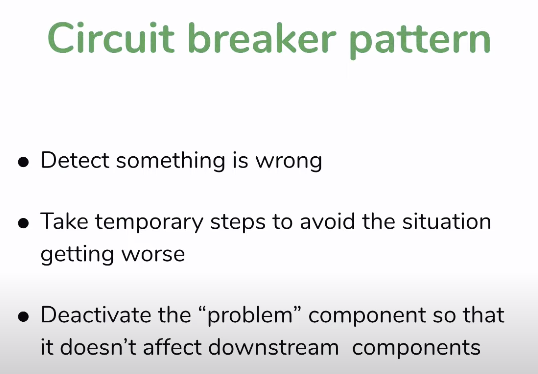 Circuit breaker pattern
● Detect something is wrong
● Take temporary steps to avoid the situation
getting worse
● Deactivate the “problem” component so that
it doesn’t affect downstream  components